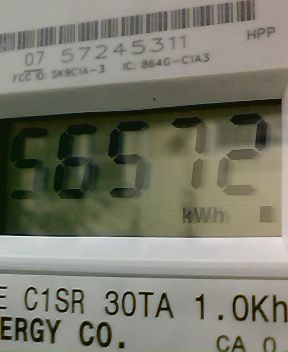 HPP
07 57245311
FCC ID: SK9C1A-3 IC: 864G-C1A3
56572
kWh
E C1SR 30TA 1.0Kh
ERGY CO.
CA 0.